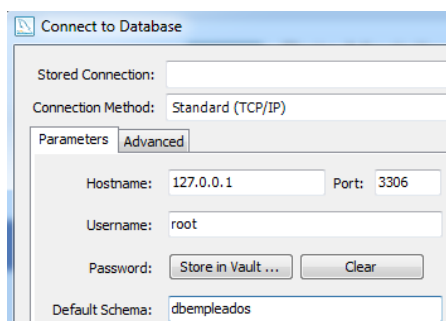 Connect to Database
Stored Connection:
Connection Method: Standard (TCP/IP)
Parameters Advanced
Hostname: 127.0.0.1 Port: 3306
Username: root
Password: Store in Vault ... Clear
Default Schema: dbempleados